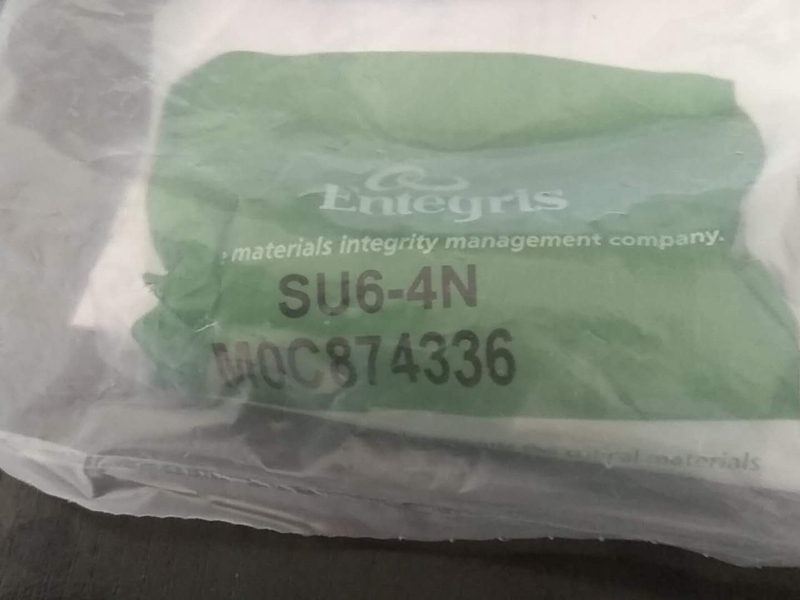 Entegris
materials integrity management company.
SU6-4N
M0C874336
materials